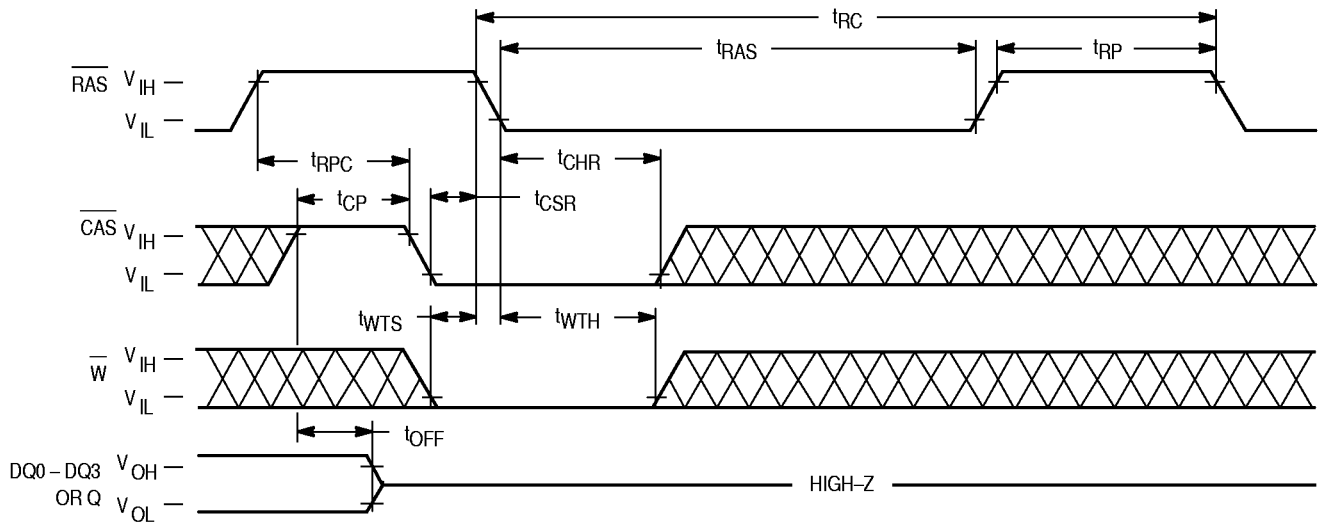 tRC
tRAS
tRP
RAS
VIH
VIL
tRPC
tCHR
tCP
tCSR
CAS
VIH
VIL
tWTS
tWTH
W
VIH
VIL
tOFF
DQ0 – DQ3
OR Q
VOH
VOL
HIGH–Z